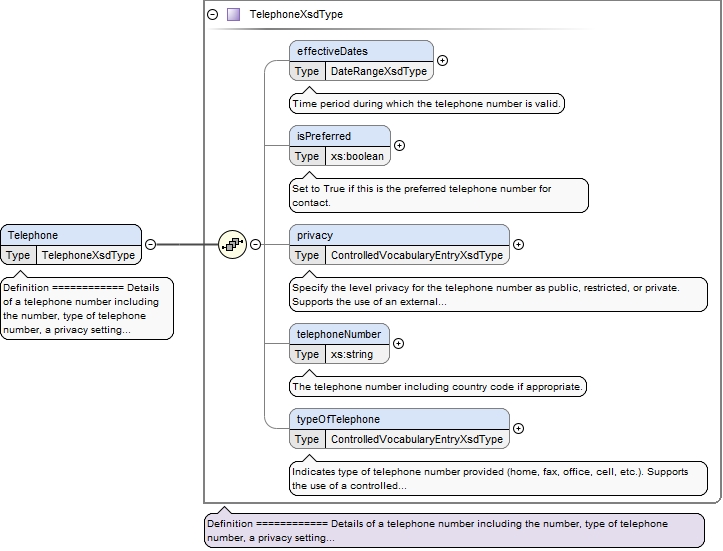 TelephoneXsdType
effectiveDates
Type DateRangeXsdType
Time period during which the telephone number is valid.
isPreferred
Type xs:boolean
Set to True if this is the preferred telephone number for
contact.
Telephone
Type TelephoneXsdType
Definition ============ Details
of a telephone number including
the number, type of telephone
number, a privacy setting...
privacy
Type ControlledVocabularyEntryXsdType
Specify the level privacy for the telephone number as public, restricted, or private.
Supports the use of an external...
telephoneNumber
Type xs:string
The telephone number including country code if appropriate.
typeOfTelephone
Type ControlledVocabularyEntryXsdType
Indicates type of telephone number provided (home, fax, office, cell, etc.). Supports
the use of a controlled...
Definition ============ Details of a telephone number including the number, type of telephone
number, a privacy setting...